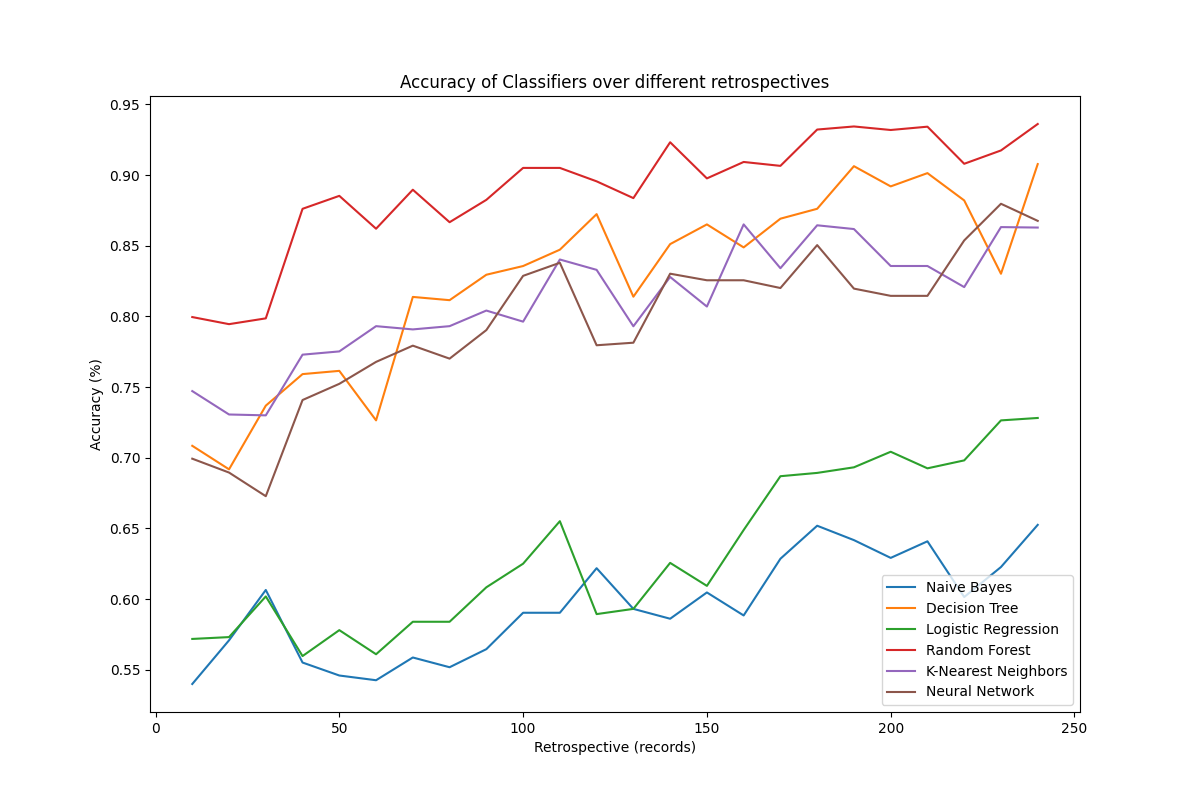 Accuracy of Classifiers over different retrospectives
0.95
0.90
0.85
0.80
0.75
0.70
0.65
0.60
0.55
Accuracy (%)
0
50
100
150
200
250
Retrospective (records)
Naive Bayes
Decision Tree
Logistic Regression
Random Forest
K-Nearest Neighbors
Neural Network